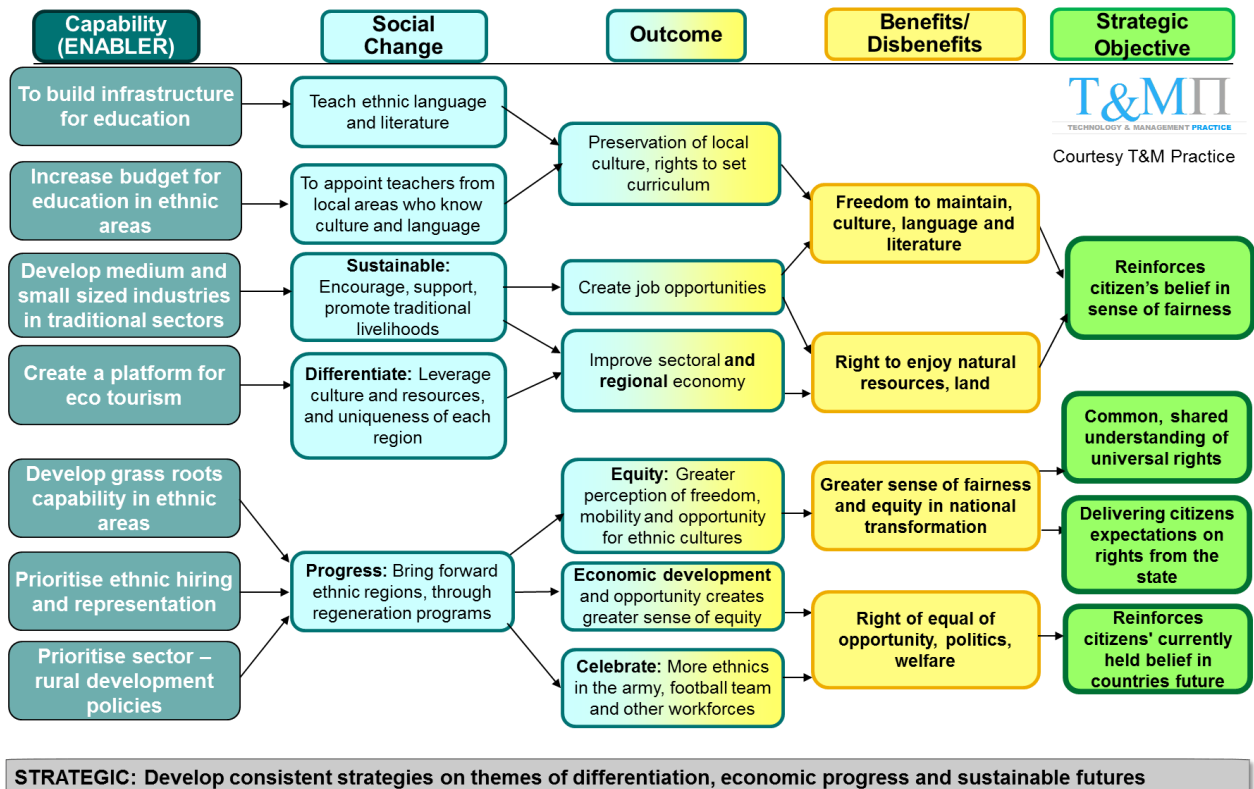 Capability
(ENABLER)
Social
Change
Outcome
Benefits/
Disbenefits
Strategic
Objective
To build infrastructure
for education
Increase budget for
education in ethnic
areas
Develop medium and
small sized industries
in traditional sectors
Create a platform for
eco tourism
Develop grass roots
capability in ethnic
areas
Prioritise ethnic hiring
and representation
Prioritise sector –
rural development
policies
Teach ethnic language
and literature
To appoint teachers from
local areas who know
culture and language
Sustainable:
Encourage, support,
promote traditional
livelihoods
Differentiate: Leverage
culture and resources,
and uniqueness of each
region
Progress: Bring forward
ethnic regions, through
regeneration programs
Preservation of local
culture, rights to set
curriculum
Create job opportunities
Improve sectoral and
and regional economy
Equity: Greater
perception of freedom,
mobility and opportunity
for ethnic cultures
Economic development
and opportunity creates
greater sense of equity
Celebrate: More ethnics
in the army, football team
and other workforces
Freedom to maintain,
culture, language and
literature
Right to enjoy natural
resources, land
Greater sense of fairness
and equity in national
transformation
Right of equal of
opportunity, politics,
welfare
T&MΠ
TECHNOLOGY & MANAGEMENT PRACTICE
Courtesy T&M Practice
Reinforces
citizen’s belief in
sense of fairness
Common, shared
understanding of
universal rights
Delivering citizens
expectations on
rights from the
state
Reinforces
citizens' currently
held belief in
countries future
STRATEGIC: Develop consistent strategies on themes of differentiation, economic progress and sustainable futures